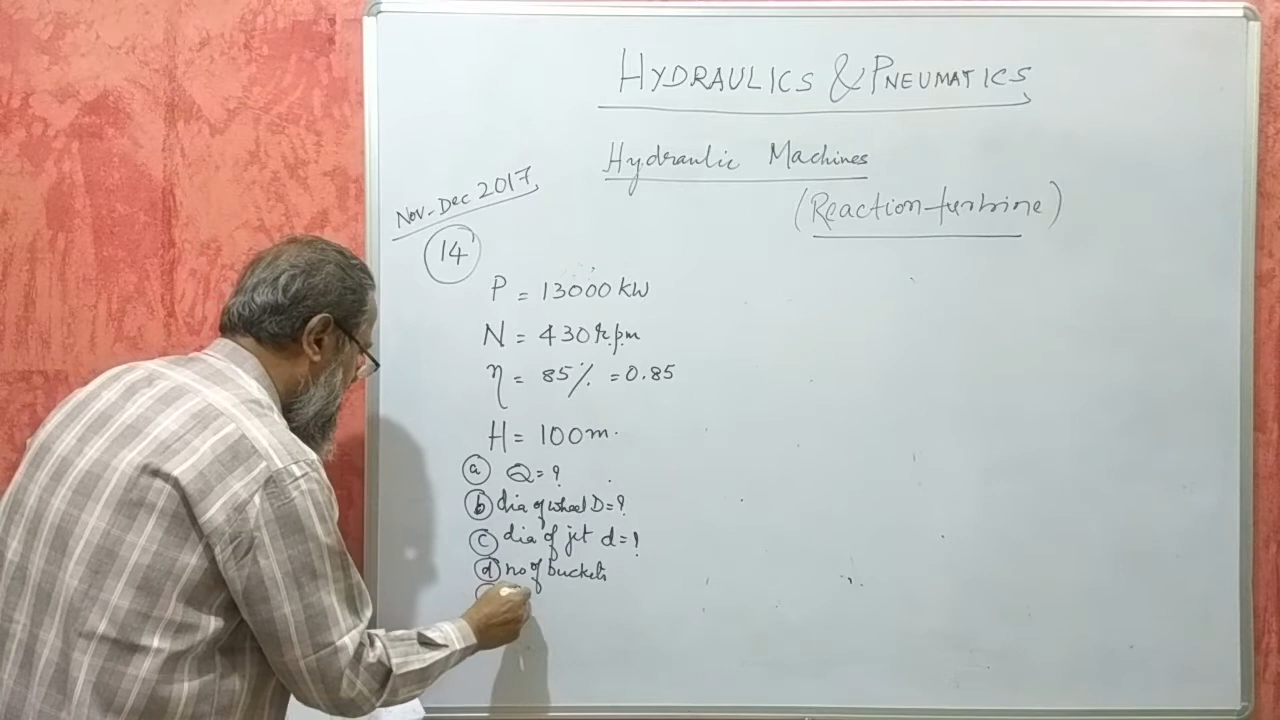 HYDRAULICS & PNEUMATICS
Hydraulic Machines
(Reaction-turbine)
Nov-Dec 2017
14
P = 13000 KW
N = 430 r.p.m
η = 85% = 0.85
H = 100m.
a Q = ?
b dia of wheel D = ?
c dia of jet d = ?
d no of buckets